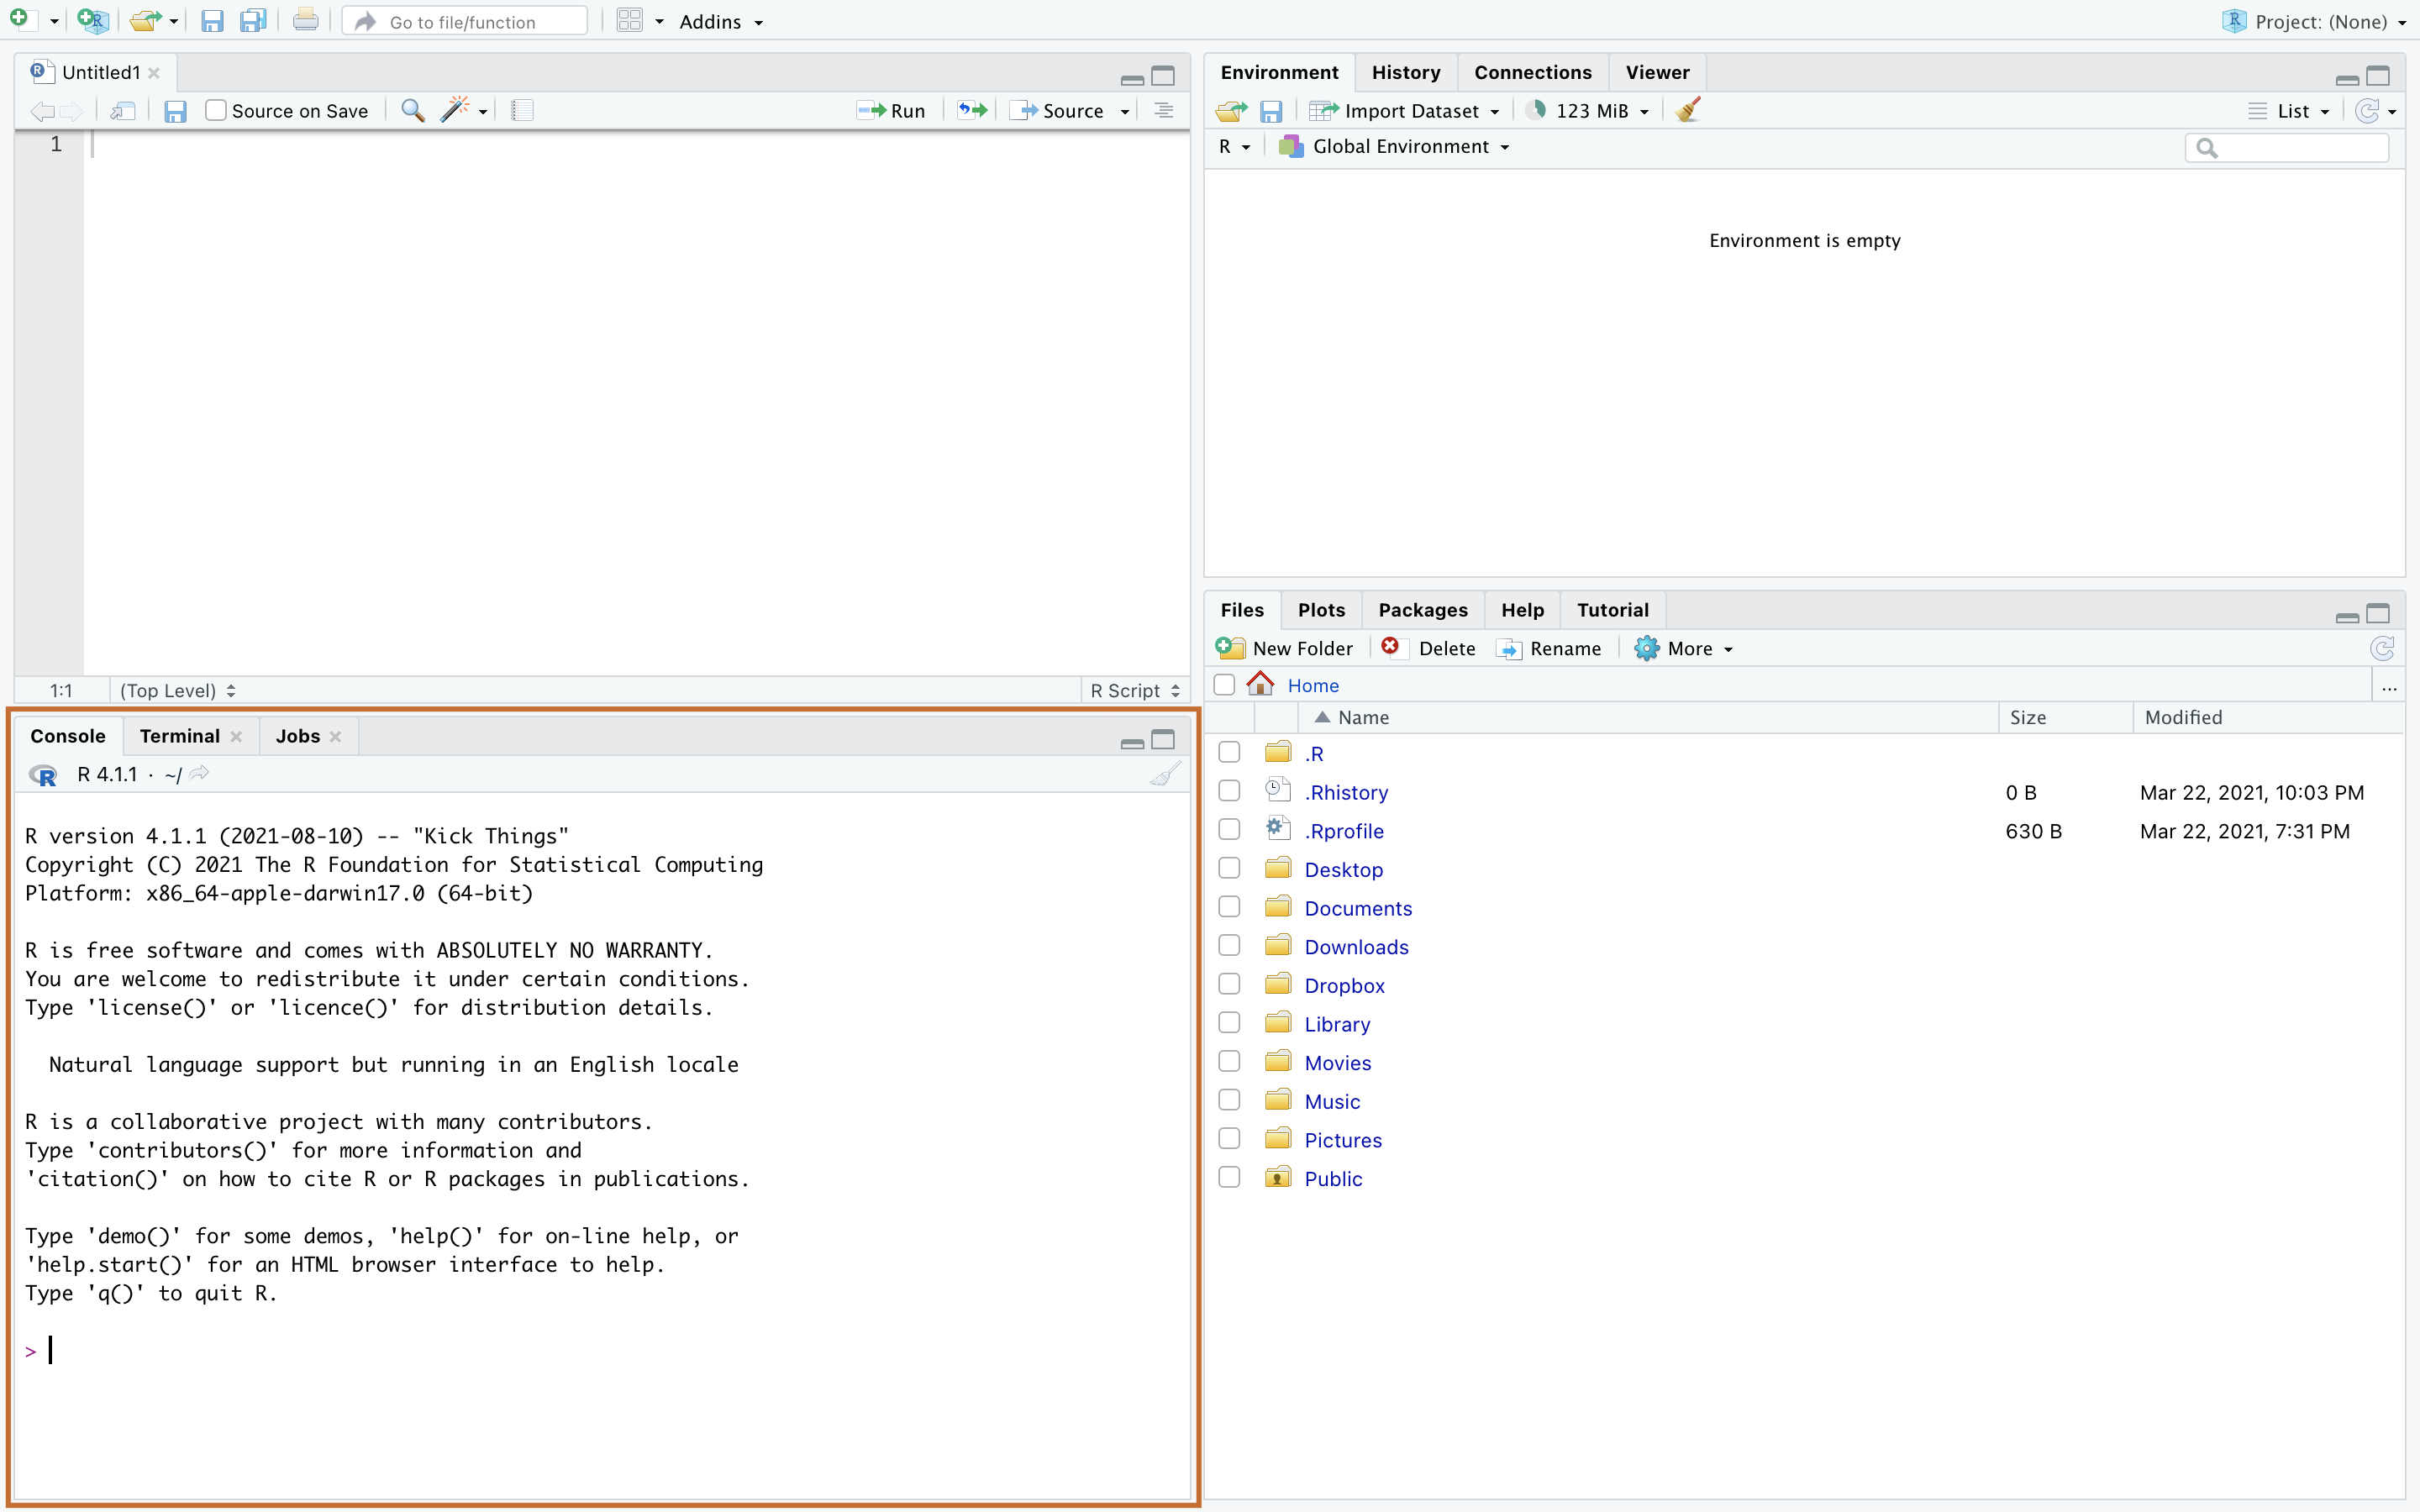 Go to file/function
Addins
Project: (None)
Untitled1
Source on Save
Run
Source
1
1:1
(Top Level)
R Script
Console
Terminal
Jobs
R 4.1.1 · ~/
R version 4.1.1 (2021-08-10) -- "Kick Things"
Copyright (C) 2021 The R Foundation for Statistical Computing
Platform: x86_64-apple-darwin17.0 (64-bit)
R is free software and comes with ABSOLUTELY NO WARRANTY.
You are welcome to redistribute it under certain conditions.
Type 'license()' or 'licence()' for distribution details.
Natural language support but running in an English locale
R is a collaborative project with many contributors.
Type 'contributors()' for more information and
'citation()' on how to cite R or R packages in publications.
Type 'demo()' for some demos, 'help()' for on-line help, or
'help.start()' for an HTML browser interface to help.
Type 'q()' to quit R.
>
Environment
History
Connections
Viewer
Import Dataset
123 MiB
List
R
Global Environment
Environment is empty
Files
Plots
Packages
Help
Tutorial
New Folder
Delete
Rename
More
Home
...
Name Size Modified
.R
.Rhistory 0 B Mar 22, 2021, 10:03 PM
.Rprofile 630 B Mar 22, 2021, 7:31 PM
Desktop
Documents
Downloads
Dropbox
Library
Movies
Music
Pictures
Public